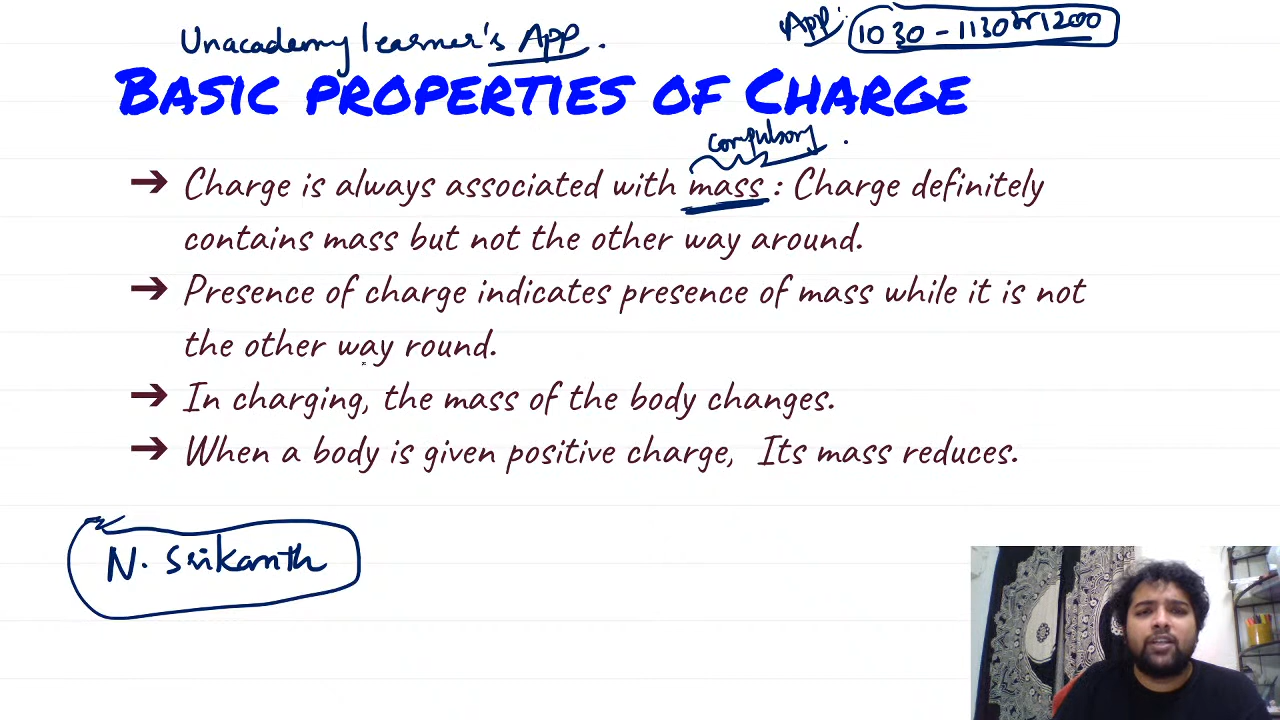 Unacademy learner's App.
App: 1030 - 1130 or 1200
BASIC PROPERTIES OF CHARGE
compulsory.
➔ Charge is always associated with mass : Charge definitely
contains mass but not the other way around.
➔ Presence of charge indicates presence of mass while it is not
the other way round.
➔ In charging, the mass of the body changes.
➔ When a body is given positive charge, Its mass reduces.
N. Srikanth